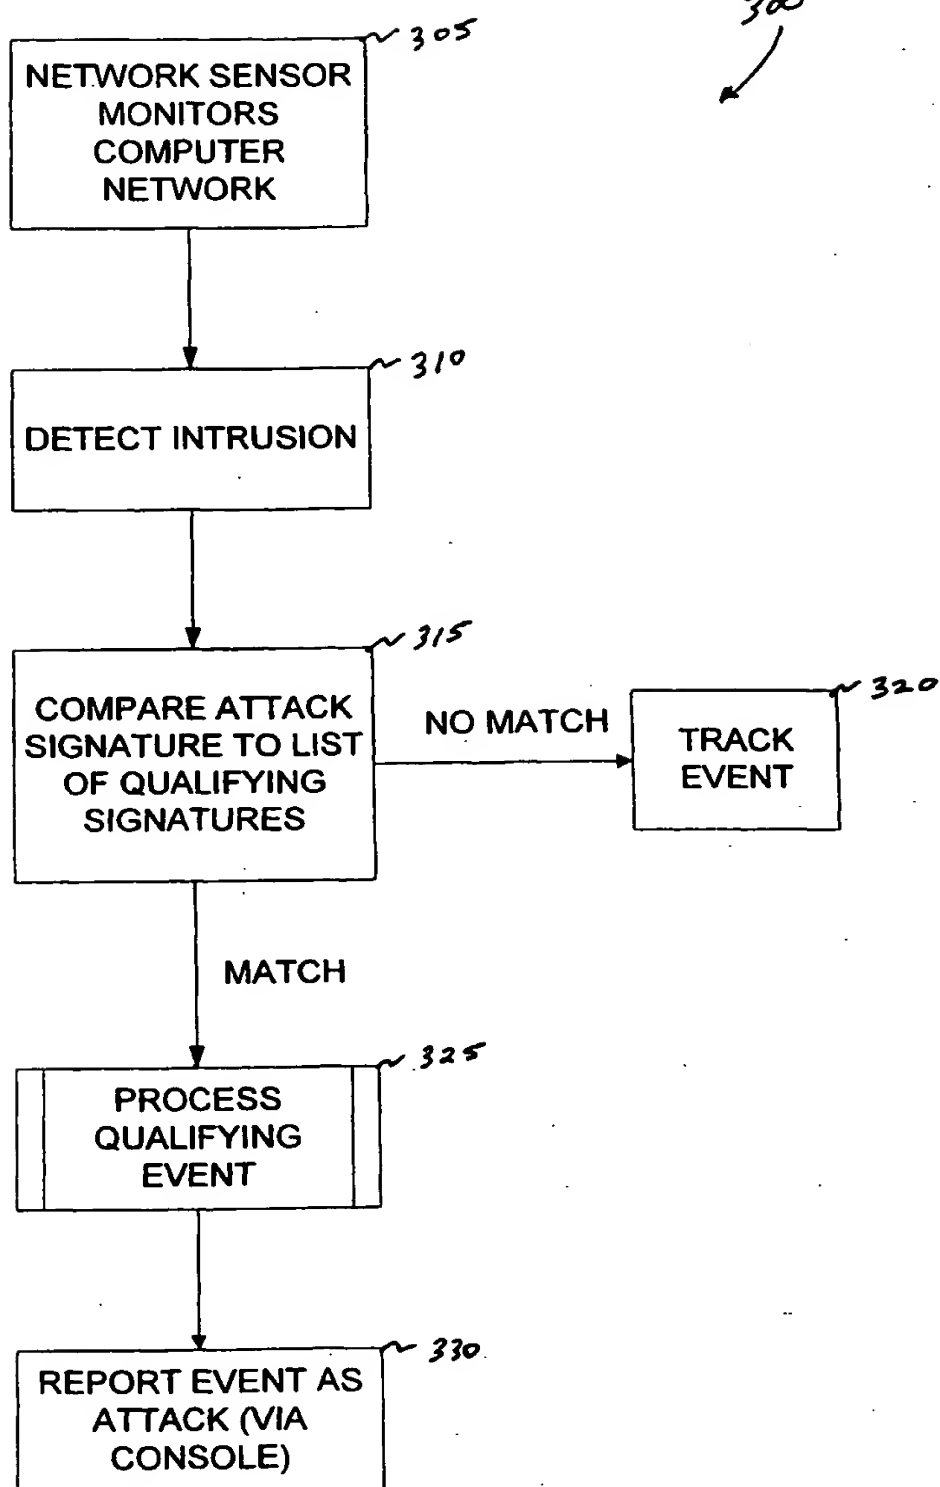 300
305
NETWORK SENSOR
MONITORS
COMPUTER
NETWORK
310
DETECT INTRUSION
315
COMPARE ATTACK
SIGNATURE TO LIST
OF QUALIFYING
SIGNATURES
NO MATCH
320
TRACK
EVENT
MATCH
325
PROCESS
QUALIFYING
EVENT
330
REPORT EVENT AS
ATTACK (VIA
CONSOLE)